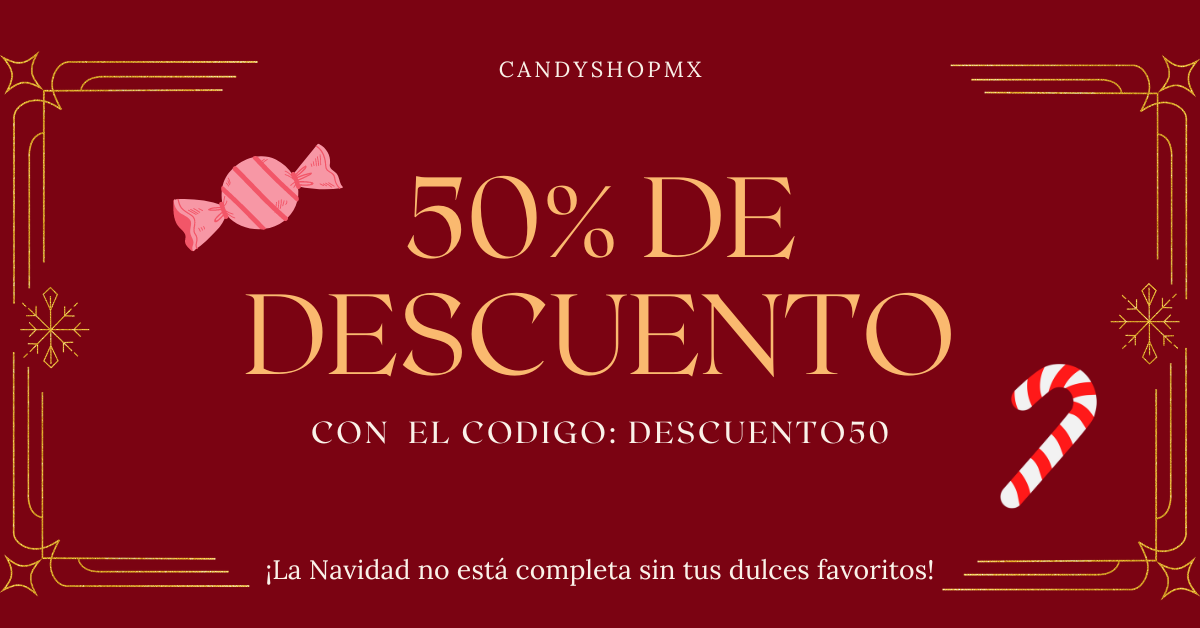 CANDYSHOPMX
50% DE
DESCUENTO
CON EL CODIGO: DESCUENTO50
¡La Navidad no está completa sin tus dulces favoritos!